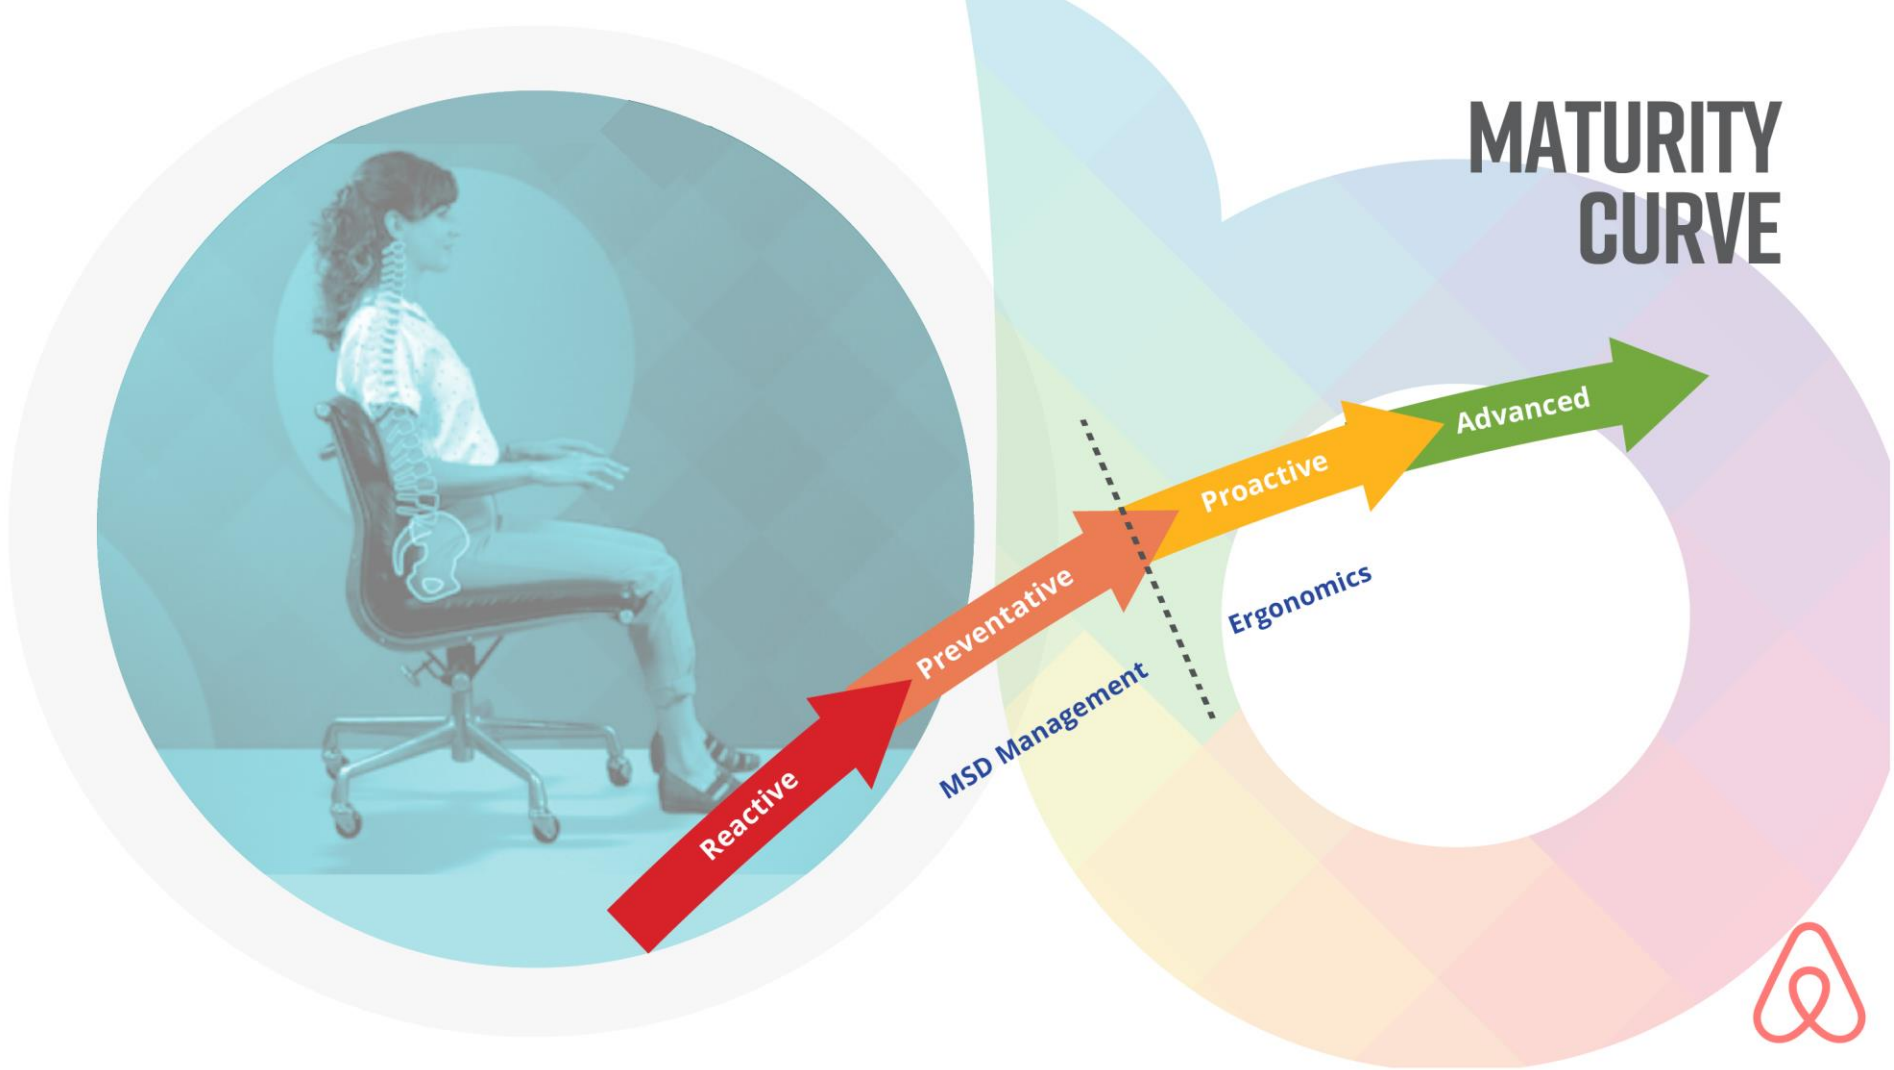 MATURITY
CURVE
Advanced
Proactive
Preventative
Reactive
Ergonomics
MSD Management